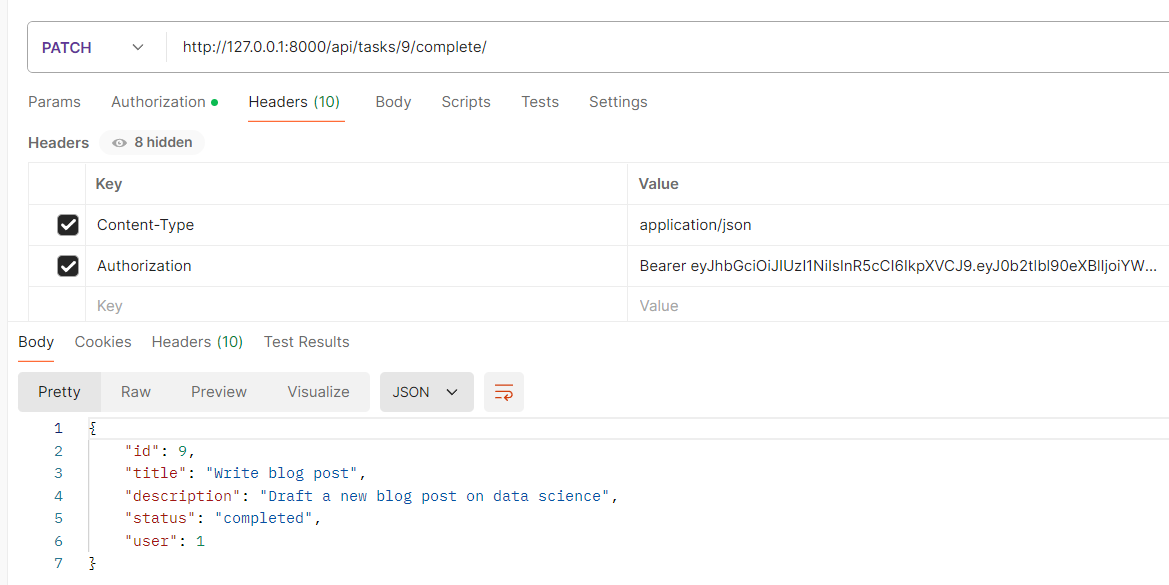 PATCH http://127.0.0.1:8000/api/tasks/9/complete/
Params Authorization Headers (10) Body Scripts Tests Settings
Headers 8 hidden
Key Value
Content-Type application/json
Authorization Bearer eyJhbGciOiJIUzI1NiIsInR5cCI6IkpXVCJ9.eyJ0b2tlbl90eXBlIjoiYW...
Key Value
Body Cookies Headers (10) Test Results
Pretty Raw Preview Visualize JSON
1 {
2 "id": 9,
3 "title": "Write blog post",
4 "description": "Draft a new blog post on data science",
5 "status": "completed",
6 "user": 1
7 }